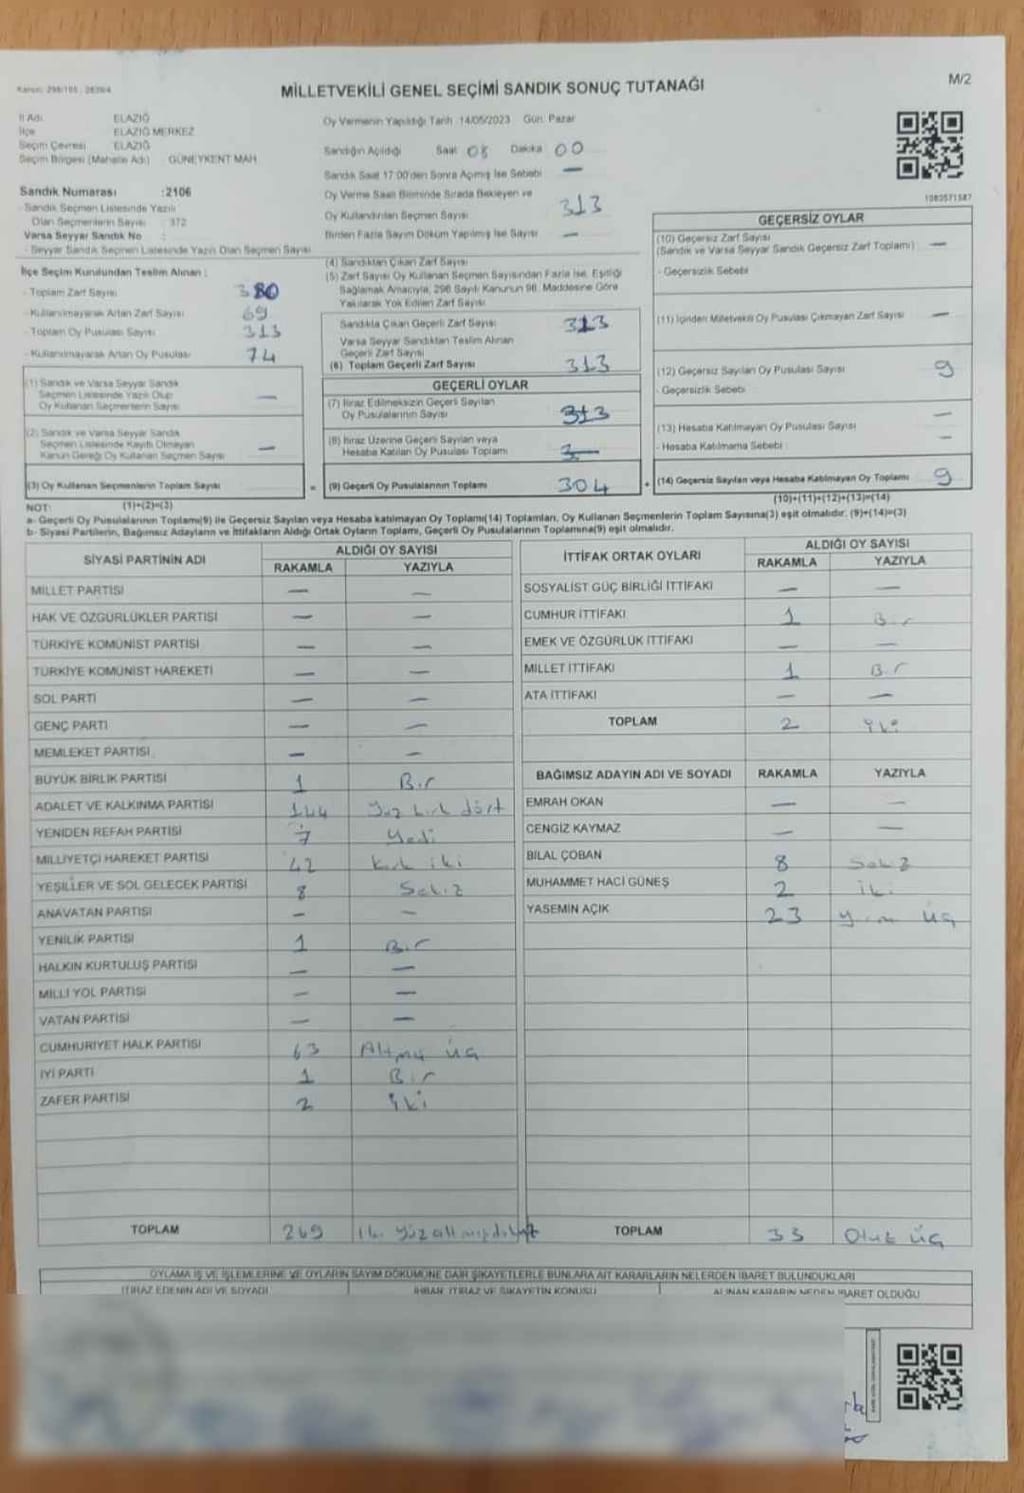 M/2
MİLLETVEKİLİ GENEL SEÇİMİ SANDIK SONUÇ TUTANAĞI
İl Adı ELAZIĞ
İlçe ELAZIĞ MERKEZ
Seçim Çevresi ELAZIĞ
Seçim Bölgesi (Mahalle Adı) GÜNEYKENT MAH
Sandık Numarası :2106
- Sandık Seçmen Listesinde Yazılı
Olan Seçmenlerin Sayısı : 372
Varsa Seyyar Sandık No :
- Seyyar Sandık Seçmen Listesinde Yazılı Olan Seçmen Sayısı
Oy Vermenin Yapıldığı Tarih 14/05/2023 Gün: Pazar
Sandığın Açıldığı Saat 08 Dakika 00
Sandık Saat 17:00'den Sonra Açmış İse Sebebi —
Oy Verme Saati Bitiminde Sırada Bekleyen ve
Oy Kullandırılan Seçmen Sayısı 313
Birden Fazla Sayım Döküm Yapılmış İse Sayısı —
1083571587
İlçe Seçim Kurulundan Teslim Alınan :
- Toplam Zarf Sayısı 380
- Kullanılmayarak Artan Zarf Sayısı 69
- Toplam Oy Pusulası Sayısı 313
- Kullanılmayarak Artan Oy Pusulası 74
(1) Sandık ve Varsa Seyyar Sandık
Seçmen Listesinde Yazılı Olup
Oy Kullanan Seçmenlerin Sayısı —
(2) Sandık ve Varsa Seyyar Sandık
Seçmen Listesinde Kayıtlı Olmayan
Kanun Gereği Oy Kullanan Seçmen Sayısı —
(3) Oy Kullanan Seçmenlerin Toplam Sayısı
(1)+(2)=(3)
(4) Sandıktan Çıkan Zarf Sayısı
(5) Zarf Sayısı Oy Kullanan Seçmen Sayısından Fazla İse, Eşitliği
Sağlamak Amacıyla, 298 Sayılı Kanunun 98. Maddesine Göre
Yakılarak Yok Edilen Zarf Sayısı
Sandıkta Çıkan Geçerli Zarf Sayısı 313
Varsa Seyyar Sandıktan Teslim Alınan
Geçerli Zarf Sayısı
(6) Toplam Geçerli Zarf Sayısı 313
GEÇERLİ OYLAR
(7) İtiraz Edilmeksizin Geçerli Sayılan
Oy Pusulalarının Sayısı 313
(8) İtiraz Üzerine Geçerli Sayılan veya
Hesaba Katılan Oy Pusulası Toplamı
= (9) Geçerli Oy Pusulalarının Toplamı 304 +
GEÇERSİZ OYLAR
(10) Geçersiz Zarf Sayısı
(Sandık ve Varsa Seyyar Sandık Geçersiz Zarf Toplamı) —
- Geçersizlik Sebebi
(11) İçinden Milletvekili Oy Pusulası Çıkmayan Zarf Sayısı —
(12) Geçersiz Sayılan Oy Pusulası Sayısı 9
- Geçersizlik Sebebi
(13) Hesaba Katılmayan Oy Pusulası Sayısı —
- Hesaba Katılmama Sebebi : —
(14) Geçersiz Sayılan veya Hesaba Katılmayan Oy Toplamı 9
(10)+(11)+(12)+(13)=(14)
NOT:
a- Geçerli Oy Pusulalarının Toplamı(9) ile Geçersiz Sayılan veya Hesaba katılmayan Oy Toplamı(14) Toplamları, Oy Kullanan Seçmenlerin Toplam Sayısına(3) eşit olmalıdır. (9)+(14)=(3)
b- Siyasi Partilerin, Bağımsız Adayların ve İttifakların Aldığı Ortak Oyların Toplamı, Geçerli Oy Pusulalarının Toplamına(9) eşit olmalıdır.
SİYASİ PARTİNİN ADI ALDIĞI OY SAYISI
RAKAMLA YAZIYLA
MİLLET PARTİSİ — —
HAK VE ÖZGÜRLÜKLER PARTİSİ — —
TÜRKİYE KOMÜNİST PARTİSİ — —
TÜRKİYE KOMÜNİST HAREKETİ — —
SOL PARTİ — —
GENÇ PARTİ — —
MEMLEKET PARTİSİ — —
BÜYÜK BİRLİK PARTİSİ 1 Bir
ADALET VE KALKINMA PARTİSİ 144 Yüz kırk dört
YENİDEN REFAH PARTİSİ 7 Yedi
MİLLİYETÇİ HAREKET PARTİSİ 42 Kırk iki
YEŞİLLER VE SOL GELECEK PARTİSİ 8 Sekiz
ANAVATAN PARTİSİ — —
YENİLİK PARTİSİ 1 Bir
HALKIN KURTULUŞ PARTİSİ — —
MİLLİ YOL PARTİSİ — —
VATAN PARTİSİ — —
CUMHURİYET HALK PARTİSİ 63 Altmış üç
İYİ PARTİ 1 Bir
ZAFER PARTİSİ 2 İki
TOPLAM 269
İTTİFAK ORTAK OYLARI ALDIĞI OY SAYISI
RAKAMLA YAZIYLA
SOSYALİST GÜÇ BİRLİĞİ İTTİFAKI — —
CUMHUR İTTİFAKI 1 Bir
EMEK VE ÖZGÜRLÜK İTTİFAKI — —
MİLLET İTTİFAKI 1 Bir
ATA İTTİFAKI — —
TOPLAM 2 İki
BAĞIMSIZ ADAYIN ADI VE SOYADI RAKAMLA YAZIYLA
EMRAH OKAN — —
CENGİZ KAYMAZ — —
BİLAL ÇOBAN 8 Sekiz
MUHAMMET HACİ GÜNEŞ 2 İki
YASEMİN AÇIK 23 Yirmi üç
TOPLAM 33 Otuz üç
OYLAMA İŞ VE İŞLEMLERİNE VE OYLARIN SAYIM DÖKÜMÜNE DAİR ŞİKAYETLERLE BUNLARA AİT KARARLARIN NELERDEN İBARET BULUNDUKLARI
İTİRAZ EDENİN ADI VE SOYADI İHBAR, İTİRAZ VE ŞİKAYETİN KONUSU ALINAN KARARIN NEDEN İBARET OLDUĞU